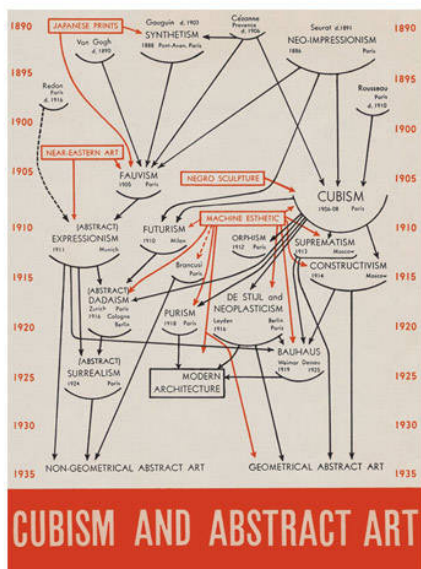 1890
JAPANESE PRINTS
Gauguin d. 1903
SYNTHETISM
1888 Pont-Aven, Paris
Cézanne
Provence
d. 1906
Seurat d.1891
NEO-IMPRESSIONISM
1886 Paris
1890
Van Gogh
d. 1890
1895
1895
Redon
Paris
d. 1916
Rousseau
Paris
d. 1910
1900
1900
NEAR-EASTERN ART
1905
FAUVISM
1905 Paris
NEGRO SCULPTURE
1905
CUBISM
1906-08 Paris
1910
(ABSTRACT)
EXPRESSIONISM
1911 Munich
FUTURISM
1910 Milan
MACHINE ESTHETIC
ORPHISM
1912 Paris
SUPREMATISM
1913 Moscow
1910
Brancusi
Paris
CONSTRUCTIVISM
1914 Moscow
1915
1915
(ABSTRACT)
DADAISM
Zurich Paris
1916 Cologne
Berlin
PURISM
1918 Paris
DE STIJL and
NEOPLASTICISM
Leyden Berlin
1916 Paris
1920
1920
BAUHAUS
Weimar Dessau
1919 1925
(ABSTRACT)
SURREALISM
1924 Paris
MODERN
ARCHITECTURE
1925
1925
1930
1930
1935
NON-GEOMETRICAL ABSTRACT ART
GEOMETRICAL ABSTRACT ART
1935
CUBISM AND ABSTRACT ART